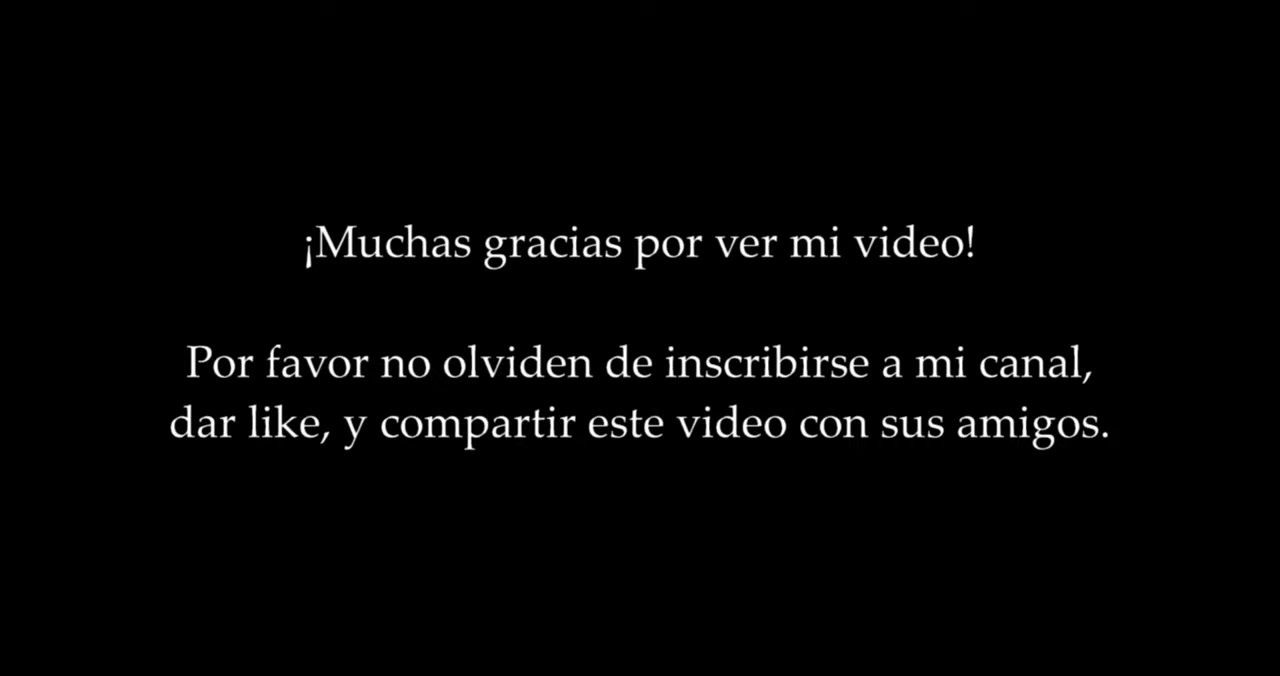 ¡Muchas gracias por ver mi video!
Por favor no olviden de inscribirse a mi canal,
dar like, y compartir este video con sus amigos.